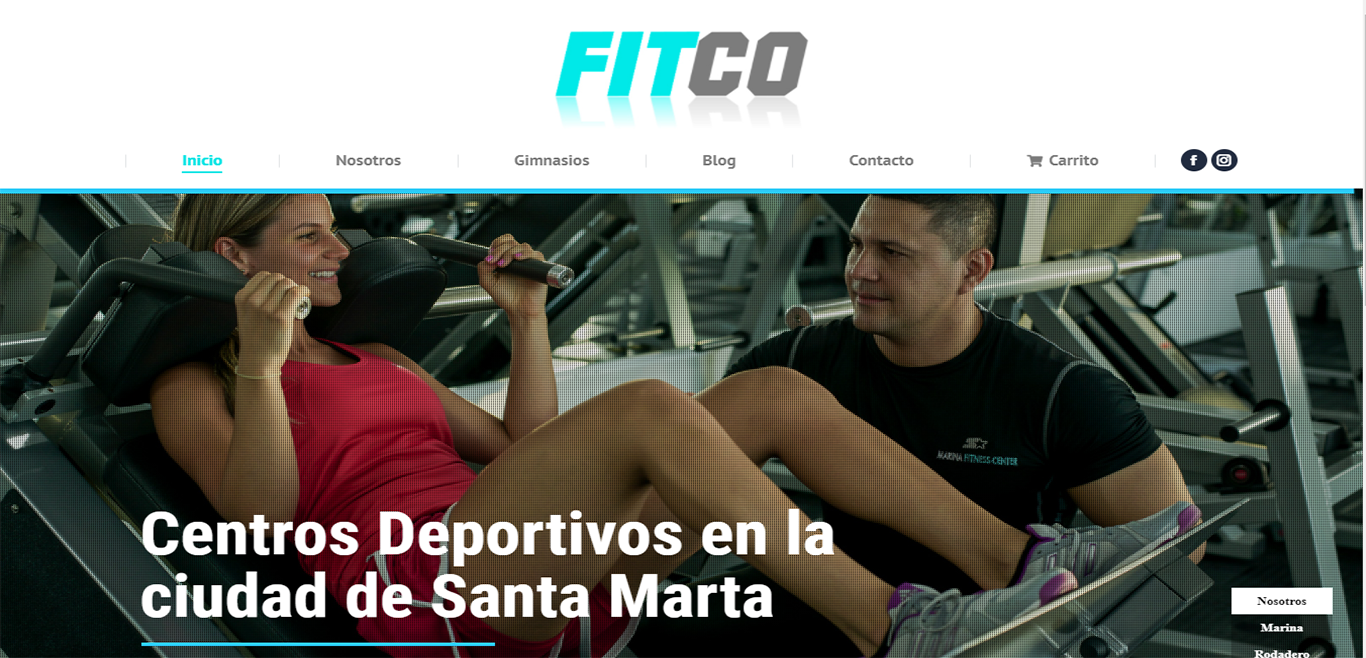 FITCO
Inicio
Nosotros
Gimnasios
Blog
Contacto
Carrito
MARINA FITNESS-CENTER
Centros Deportivos en la
ciudad de Santa Marta
Nosotros
Marina
Rodadero